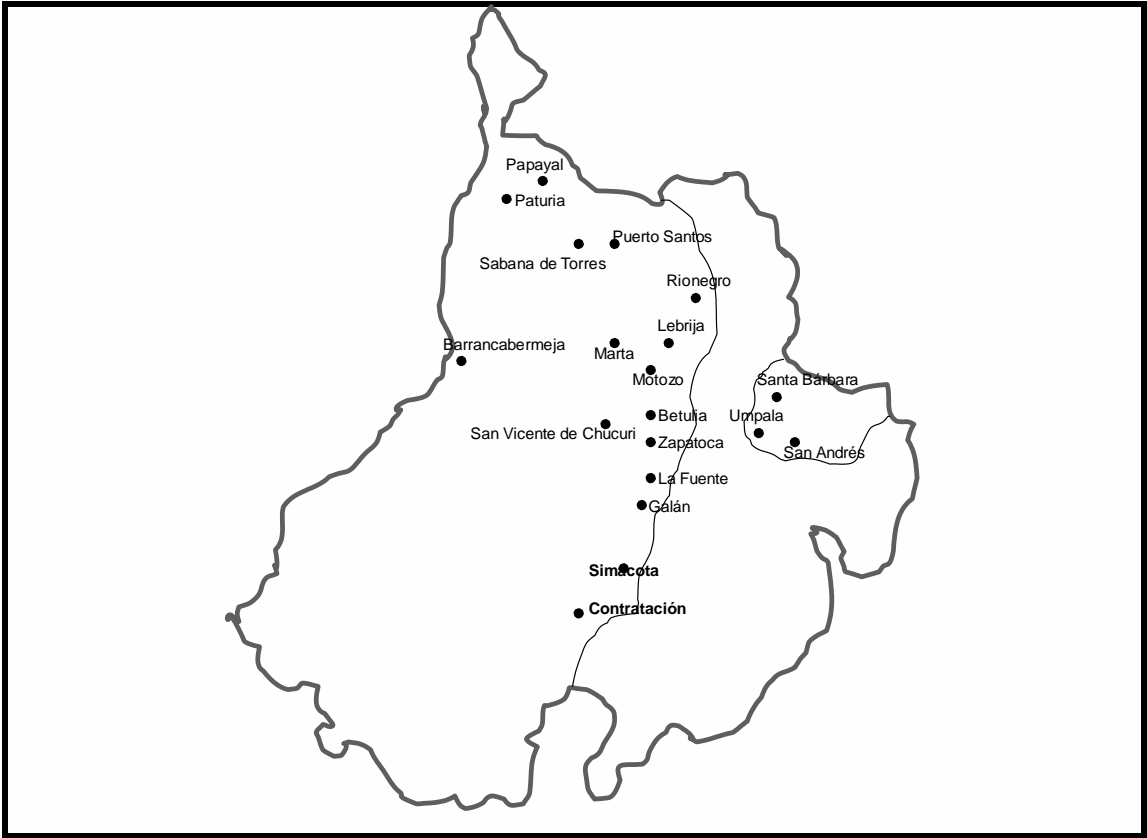 Papayal
Paturia
Puerto Santos
Sabana de Torres
Rionegro
Lebrija
Barrancabermeja
Marta
Motozo
Santa Bárbara
Betulia
Umpala
San Vicente de Chucuri
Zapatoca
San Andrés
La Fuente
Galán
Simacota
Contratación